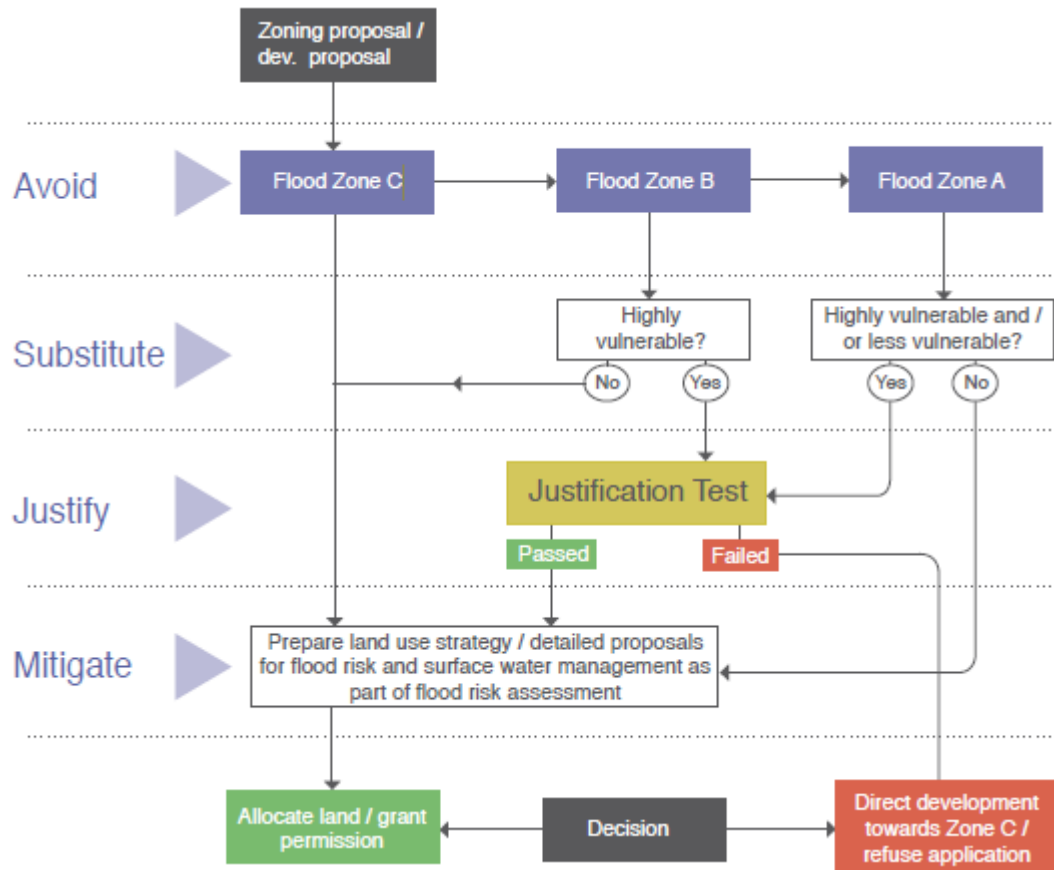 Zoning proposal /
dev. proposal
Avoid
Flood Zone C
Flood Zone B
Flood Zone A
Substitute
Highly
vulnerable?
Highly vulnerable and /
or less vulnerable?
No
Yes
Yes
No
Justify
Justification Test
Passed
Failed
Mitigate
Prepare land use strategy / detailed proposals
for flood risk and surface water management as
part of flood risk assessment
Allocate land / grant
permission
Decision
Direct development
towards Zone C /
refuse application